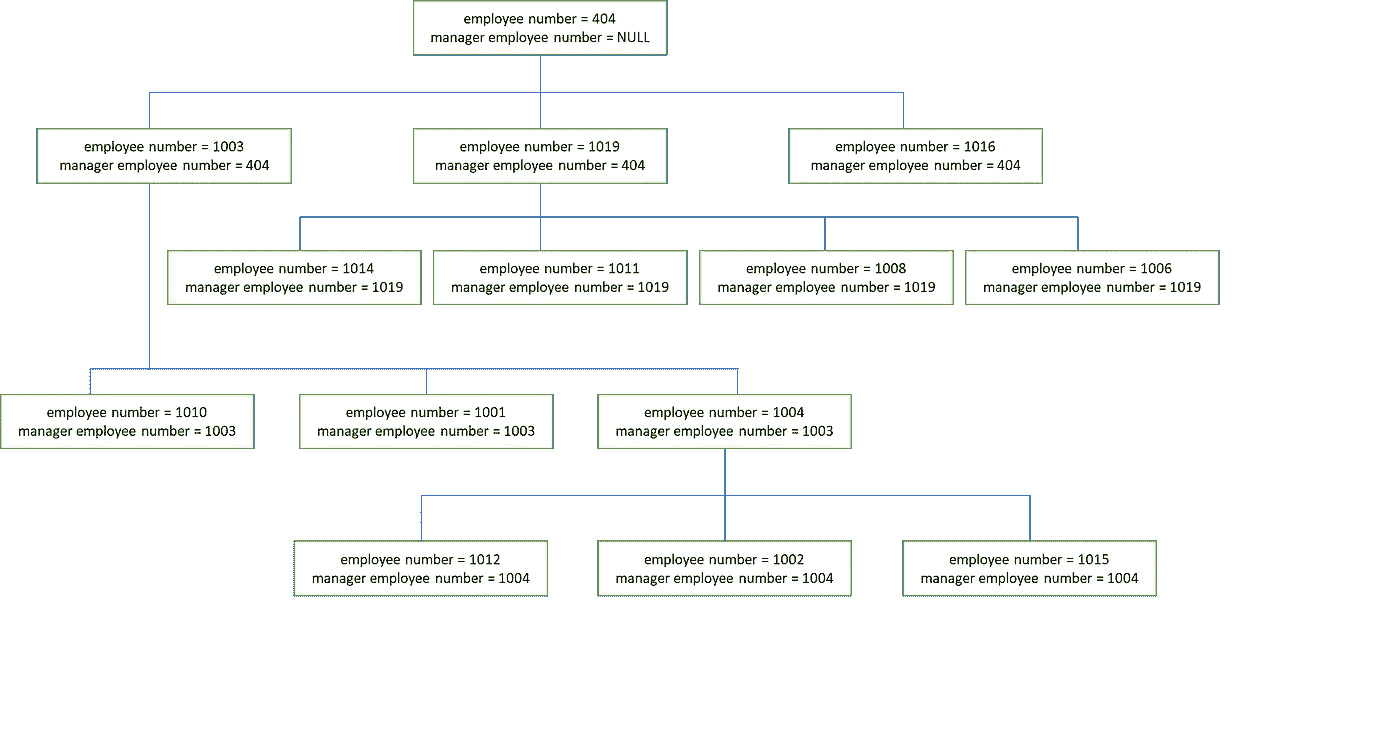 employee number = 404
manager employee number = NULL
employee number = 1003
manager employee number = 404
employee number = 1019
manager employee number = 404
employee number = 1016
manager employee number = 404
employee number = 1014
manager employee number = 1019
employee number = 1011
manager employee number = 1019
employee number = 1008
manager employee number = 1019
employee number = 1006
manager employee number = 1019
employee number = 1010
manager employee number = 1003
employee number = 1001
manager employee number = 1003
employee number = 1004
manager employee number = 1003
employee number = 1012
manager employee number = 1004
employee number = 1002
manager employee number = 1004
employee number = 1015
manager employee number = 1004